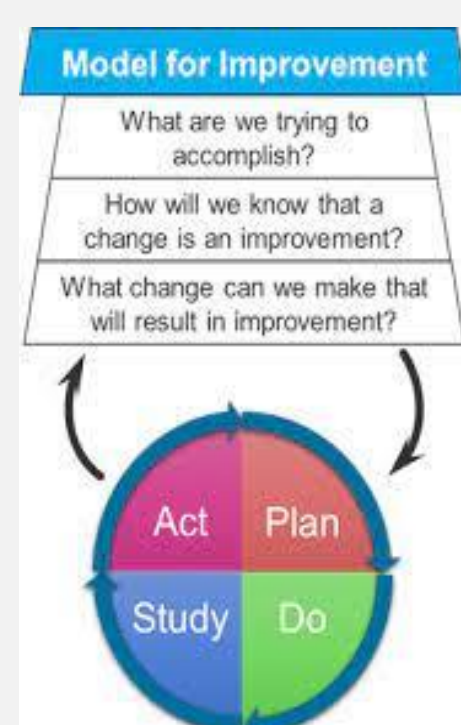 Model for Improvement
What are we trying to
accomplish?
How will we know that a
change is an improvement?
What change can we make that
will result in improvement?
Act Plan
Study Do